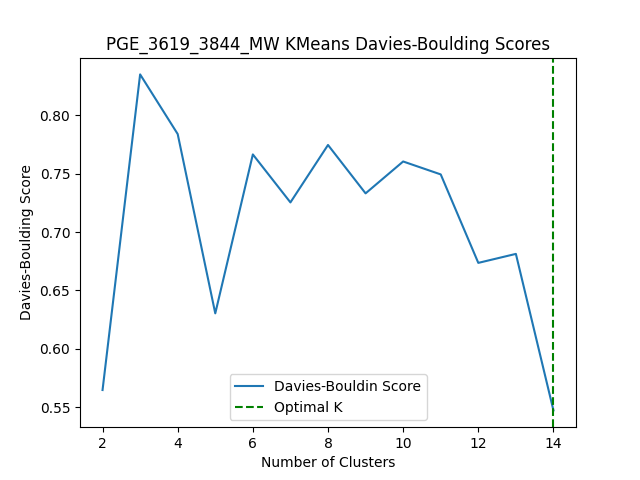 PGE_3619_3844_MW KMeans Davies-Boulding Scores
Davies-Boulding Score
0.80
0.75
0.70
0.65
0.60
0.55
Davies-Bouldin Score
Optimal K
2 4 6 8 10 12 14
Number of Clusters